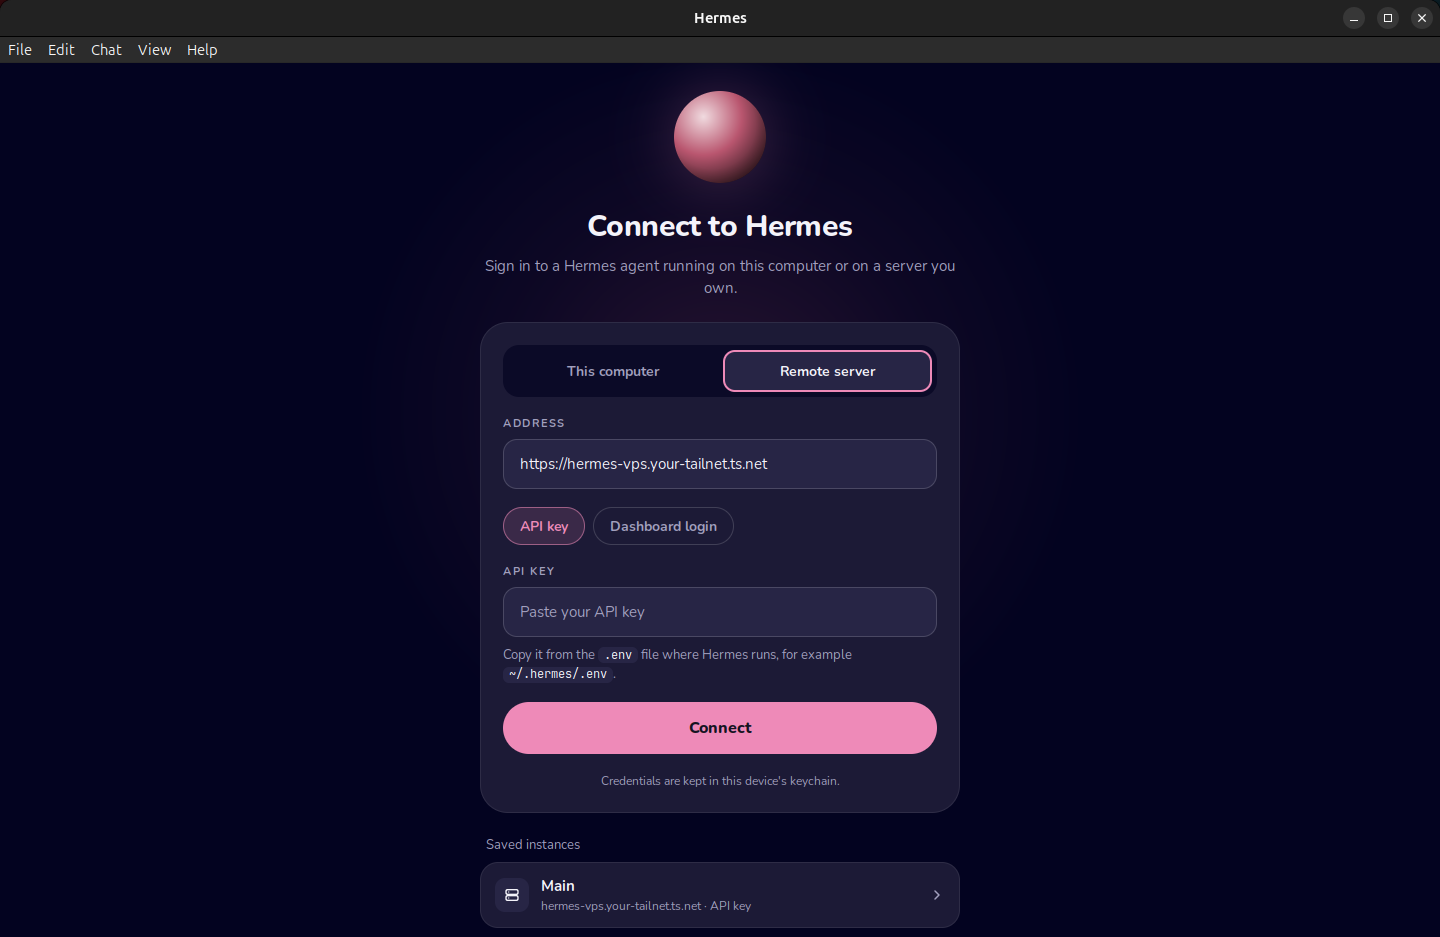 Hermes
File Edit Chat View Help
Connect to Hermes
Sign in to a Hermes agent running on this computer or on a server you
own.
This computer Remote server
ADDRESS
https://hermes-vps.your-tailnet.ts.net
API key Dashboard login
API KEY
Paste your API key
Copy it from the .env file where Hermes runs, for example
~/.hermes/.env.
Connect
Credentials are kept in this device's keychain.
Saved instances
Main
hermes-vps.your-tailnet.ts.net · API key